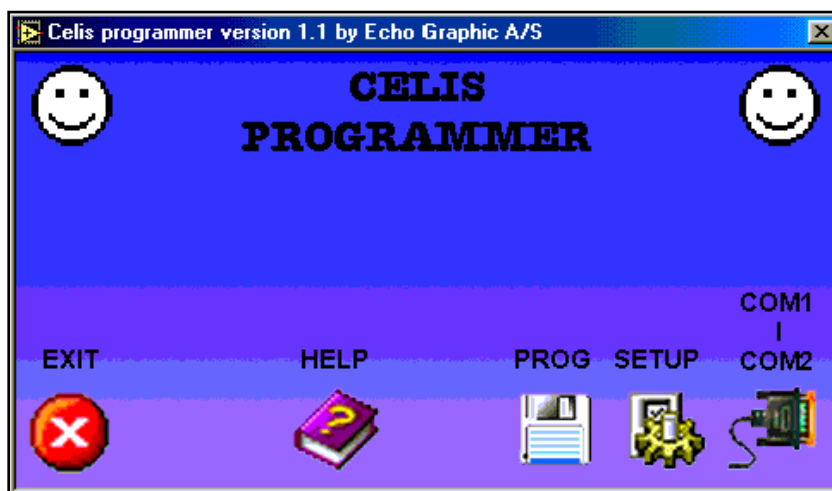 Celis programmer version 1.1 by Echo Graphic A/S
CELIS
PROGRAMMER
COM1
|
COM2
EXIT
HELP
PROG
SETUP
?